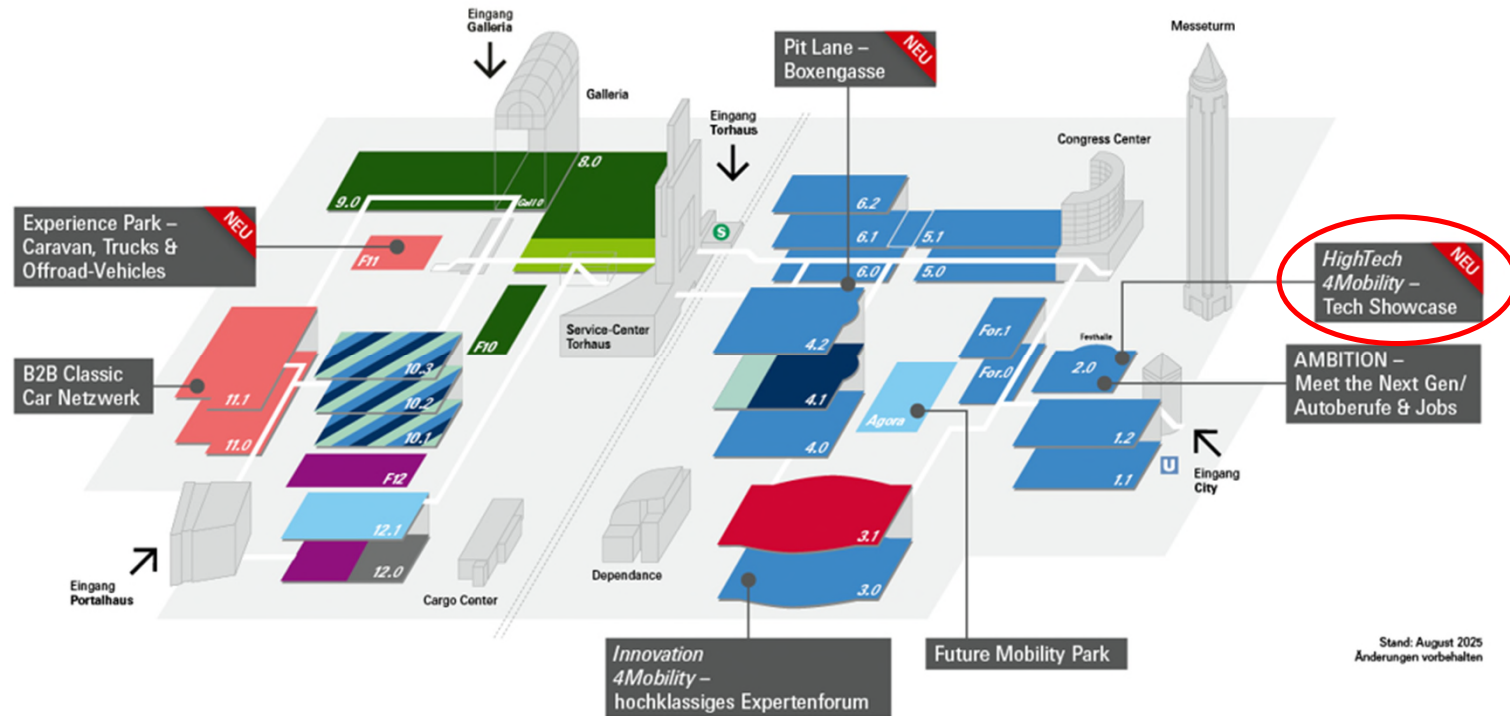 Eingang
Galleria
Galleria
Eingang
Torhaus
Pit Lane –
Boxengasse
NEU
Messeturm
Congress Center
Experience Park –
Caravan, Trucks &
Offroad-Vehicles
NEU
9.0
Gal 0
8.0
F11
F10
S
Service-Center
Torhaus
6.2
6.1
6.0
5.1
5.0
HighTech
4Mobility –
Tech Showcase
NEU
B2B Classic
Car Netzwerk
11.1
11.0
10.3
10.2
10.1
F12
12.1
12.0
4.2
4.1
4.0
For.1
For.0
Agora
Festhalle
2.0
AMBITION –
Meet the Next Gen/
Autoberufe & Jobs
1.2
1.1
U
Eingang
City
Eingang
Portalhaus
Cargo Center
Dependance
3.1
3.0
Innovation
4Mobility –
hochklassiges Expertenforum
Future Mobility Park
Stand: August 2025
Änderungen vorbehalten